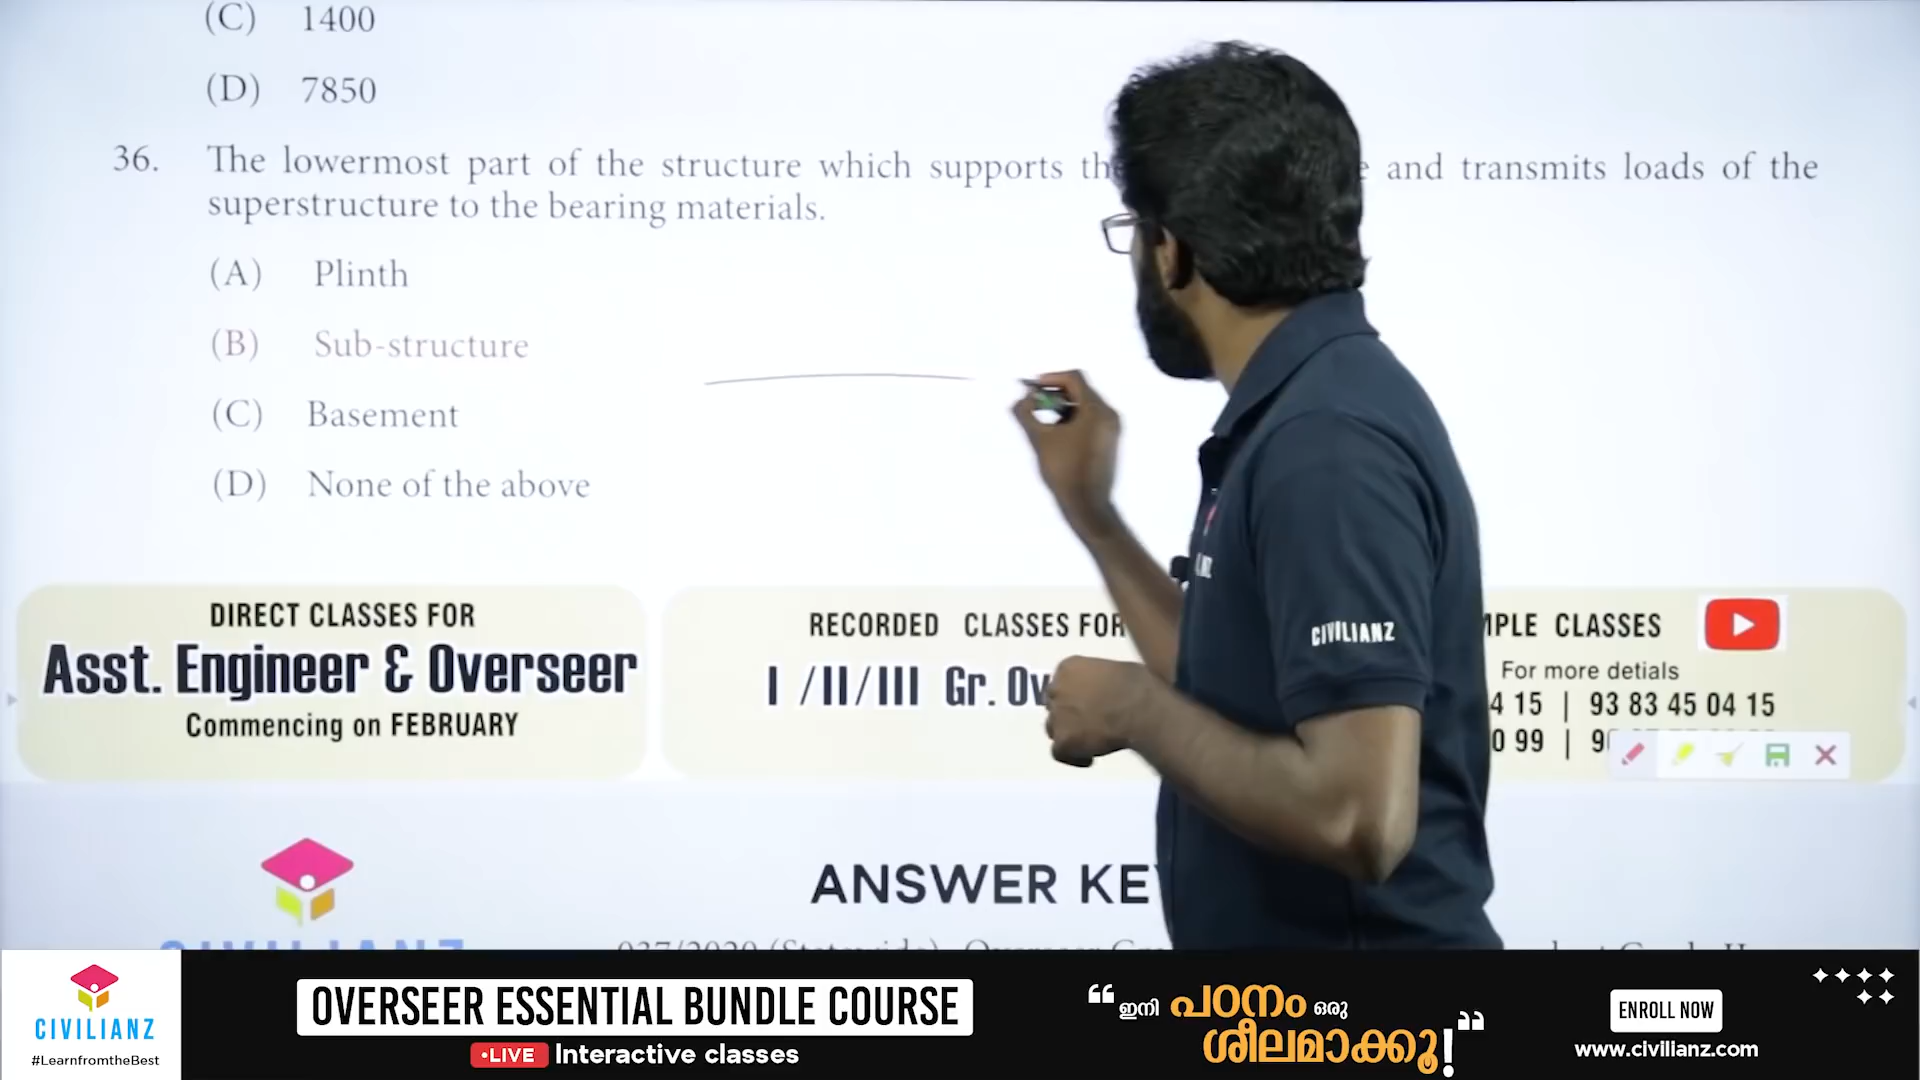 (C) 1400
(D) 7850
36. The lowermost part of the structure which supports and transmits loads of the
superstructure to the bearing materials.
(A) Plinth
(B) Sub-structure
(C) Basement
(D) None of the above
DIRECT CLASSES FOR
Asst. Engineer & Overseer
Commencing on FEBRUARY
RECORDED CLASSES FOR
I /II/III Gr.
CLASSES
For more detials
4 15 | 93 83 45 04 15
0 99 |
CIVILIANZ
ANSWER
CIVILIANZ
#LearnfromtheBest
OVERSEER ESSENTIAL BUNDLE COURSE
•LIVE Interactive classes
“ ഇനി പഠനം ഒരു
ശീലമാക്കൂ! ”
ENROLL NOW
www.civilianz.com